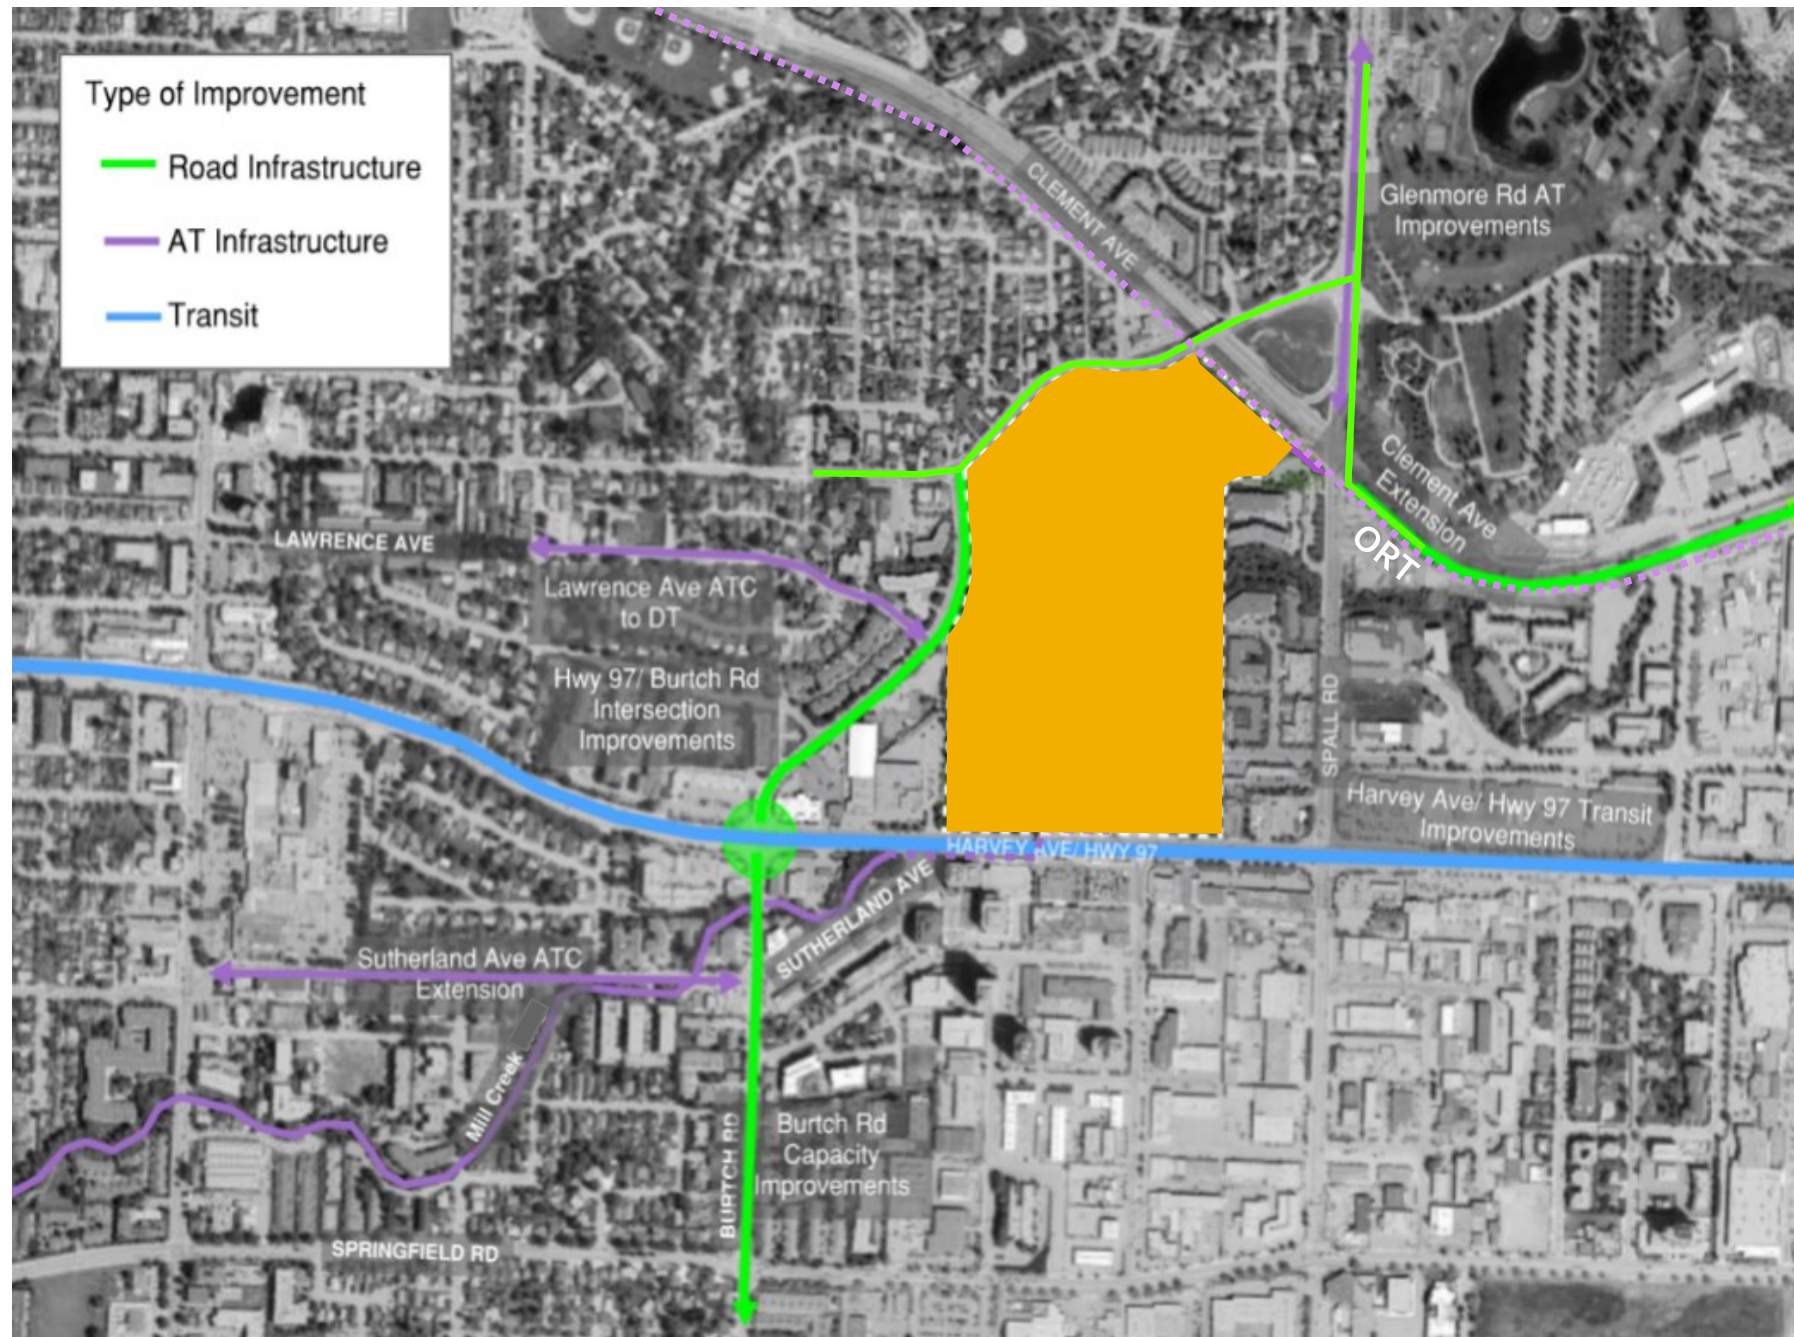 Type of Improvement
Road Infrastructure
AT Infrastructure
Transit
CLEMENT AVE
Glenmore Rd AT
Improvements
Clement Ave
Extension
ORT
LAWRENCE AVE
Lawrence Ave ATC
to DT
Hwy 97/ Burtch Rd
Intersection
Improvements
SPALL RD
Harvey Ave/ Hwy 97 Transit
Improvements
HARVEY AVE/ HWY 97
SUTHERLAND AVE
Sutherland Ave ATC
Extension
Mill Creek
BURTCH RD
Burtch Rd
Capacity
Improvements
SPRINGFIELD RD